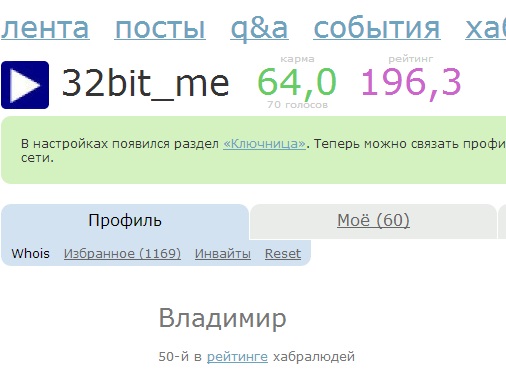 лента посты q&a события хаб
32bit_me
карма
64,0
70 голосов
рейтинг
196,3
В настройках появился раздел «Ключница». Теперь можно связать профи
сети.
Профиль
Моё (60)
Whois Избранное (1169) Инвайты Reset
Владимир
50-й в рейтинге хабралюдей